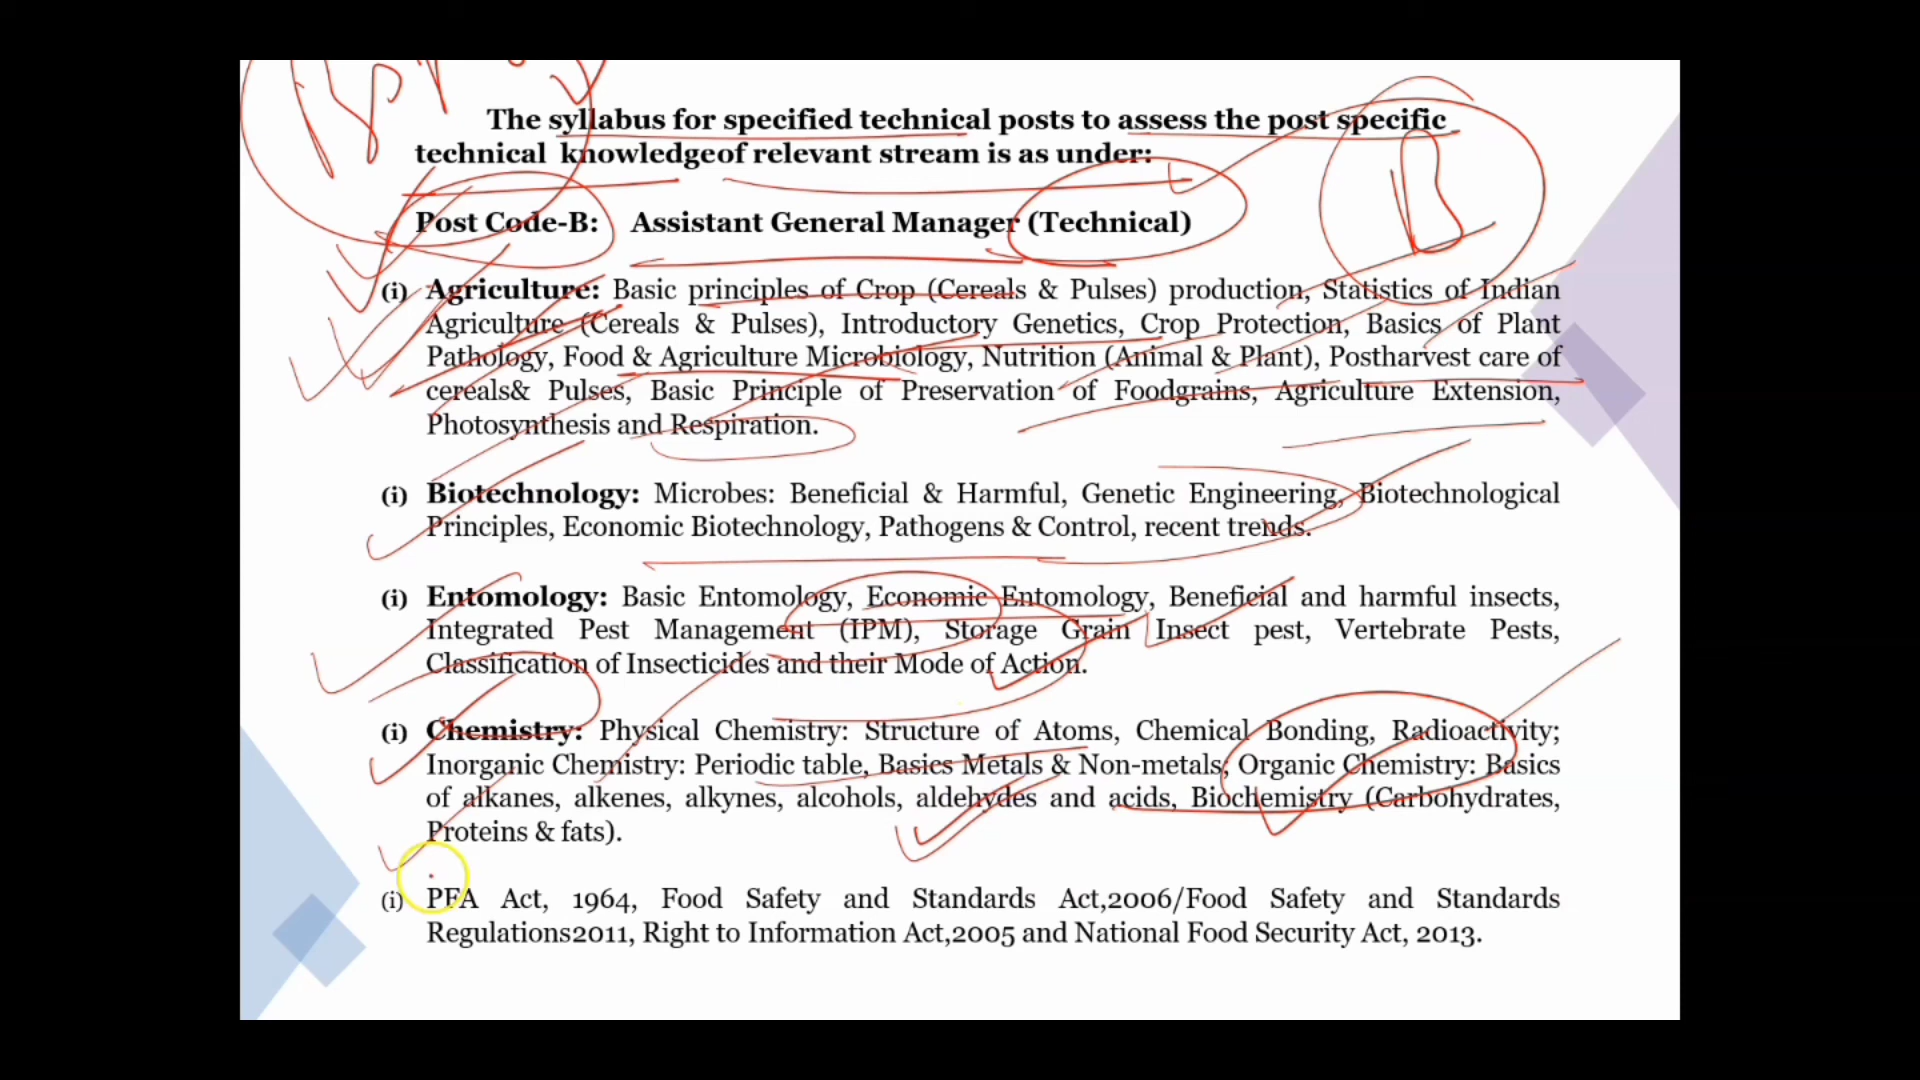 The syllabus for specified technical posts to assess the post specific
technical knowledgeof relevant stream is as under:
Post Code-B: Assistant General Manager (Technical)
B
(i) Agriculture: Basic principles of Crop (Cereals & Pulses) production, Statistics of Indian
Agriculture (Cereals & Pulses), Introductory Genetics, Crop Protection, Basics of Plant
Pathology, Food & Agriculture Microbiology, Nutrition (Animal & Plant), Postharvest care of
cereals& Pulses, Basic Principle of Preservation of Foodgrains, Agriculture Extension,
Photosynthesis and Respiration.
(i) Biotechnology: Microbes: Beneficial & Harmful, Genetic Engineering, Biotechnological
Principles, Economic Biotechnology, Pathogens & Control, recent trends.
(i) Entomology: Basic Entomology, Economic Entomology, Beneficial and harmful insects,
Integrated Pest Management (IPM), Storage Grain Insect pest, Vertebrate Pests,
Classification of Insecticides and their Mode of Action.
(i) Chemistry: Physical Chemistry: Structure of Atoms, Chemical Bonding, Radioactivity;
Inorganic Chemistry: Periodic table, Basics Metals & Non-metals, Organic Chemistry: Basics
of alkanes, alkenes, alkynes, alcohols, aldehydes and acids, Biochemistry (Carbohydrates,
Proteins & fats).
(i) PFA Act, 1964, Food Safety and Standards Act,2006/Food Safety and Standards
Regulations2011, Right to Information Act,2005 and National Food Security Act, 2013.